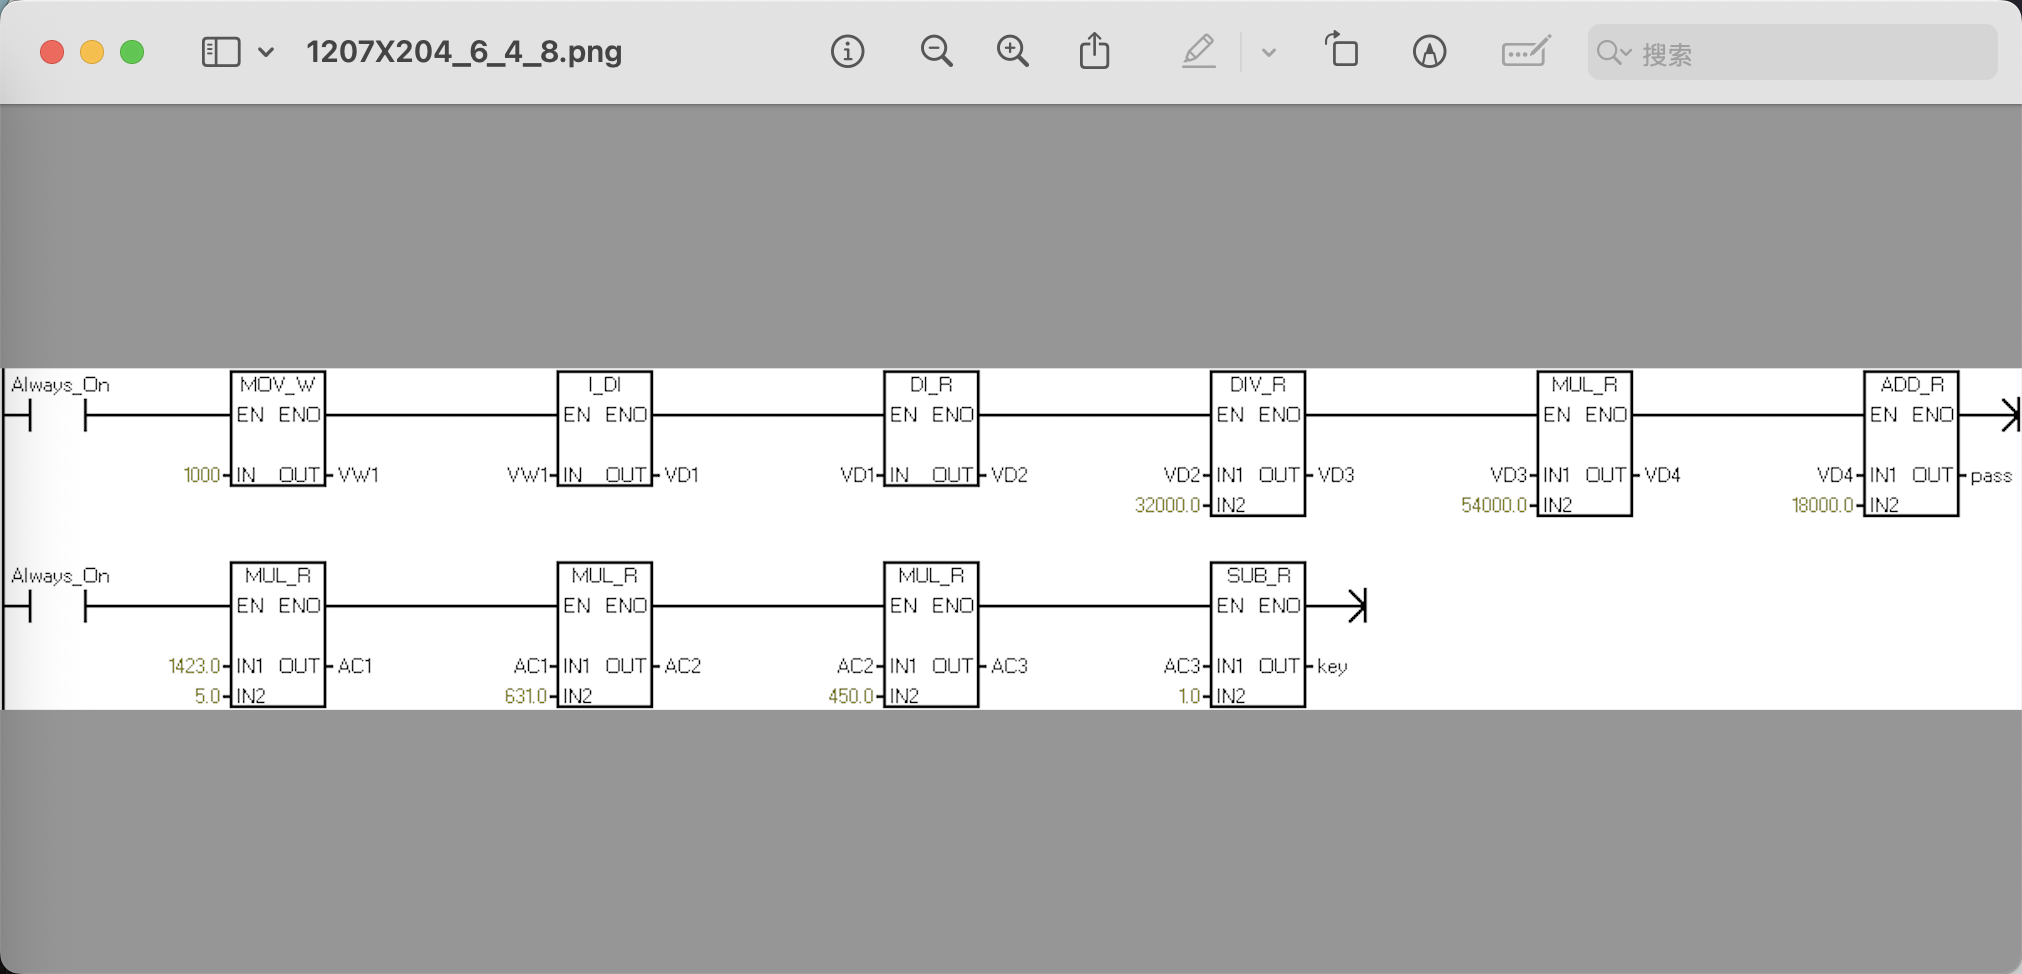 1207X204_6_4_8.png
搜索
Always_On MOV_W I_DI DI_R DIV_R MUL_R ADD_R
EN ENO EN ENO EN ENO EN ENO EN ENO EN ENO
1000 IN OUT VW1 VW1 IN OUT VD1 VD1 IN OUT VD2 VD2 IN1 OUT VD3 VD3 IN1 OUT VD4 VD4 IN1 OUT pass
32000.0 IN2 54000.0 IN2 18000.0 IN2
Always_On MUL_R MUL_R MUL_R SUB_R
EN ENO EN ENO EN ENO EN ENO
1423.0 IN1 OUT AC1 AC1 IN1 OUT AC2 AC2 IN1 OUT AC3 AC3 IN1 OUT key
5.0 IN2 631.0 IN2 450.0 IN2 1.0 IN2